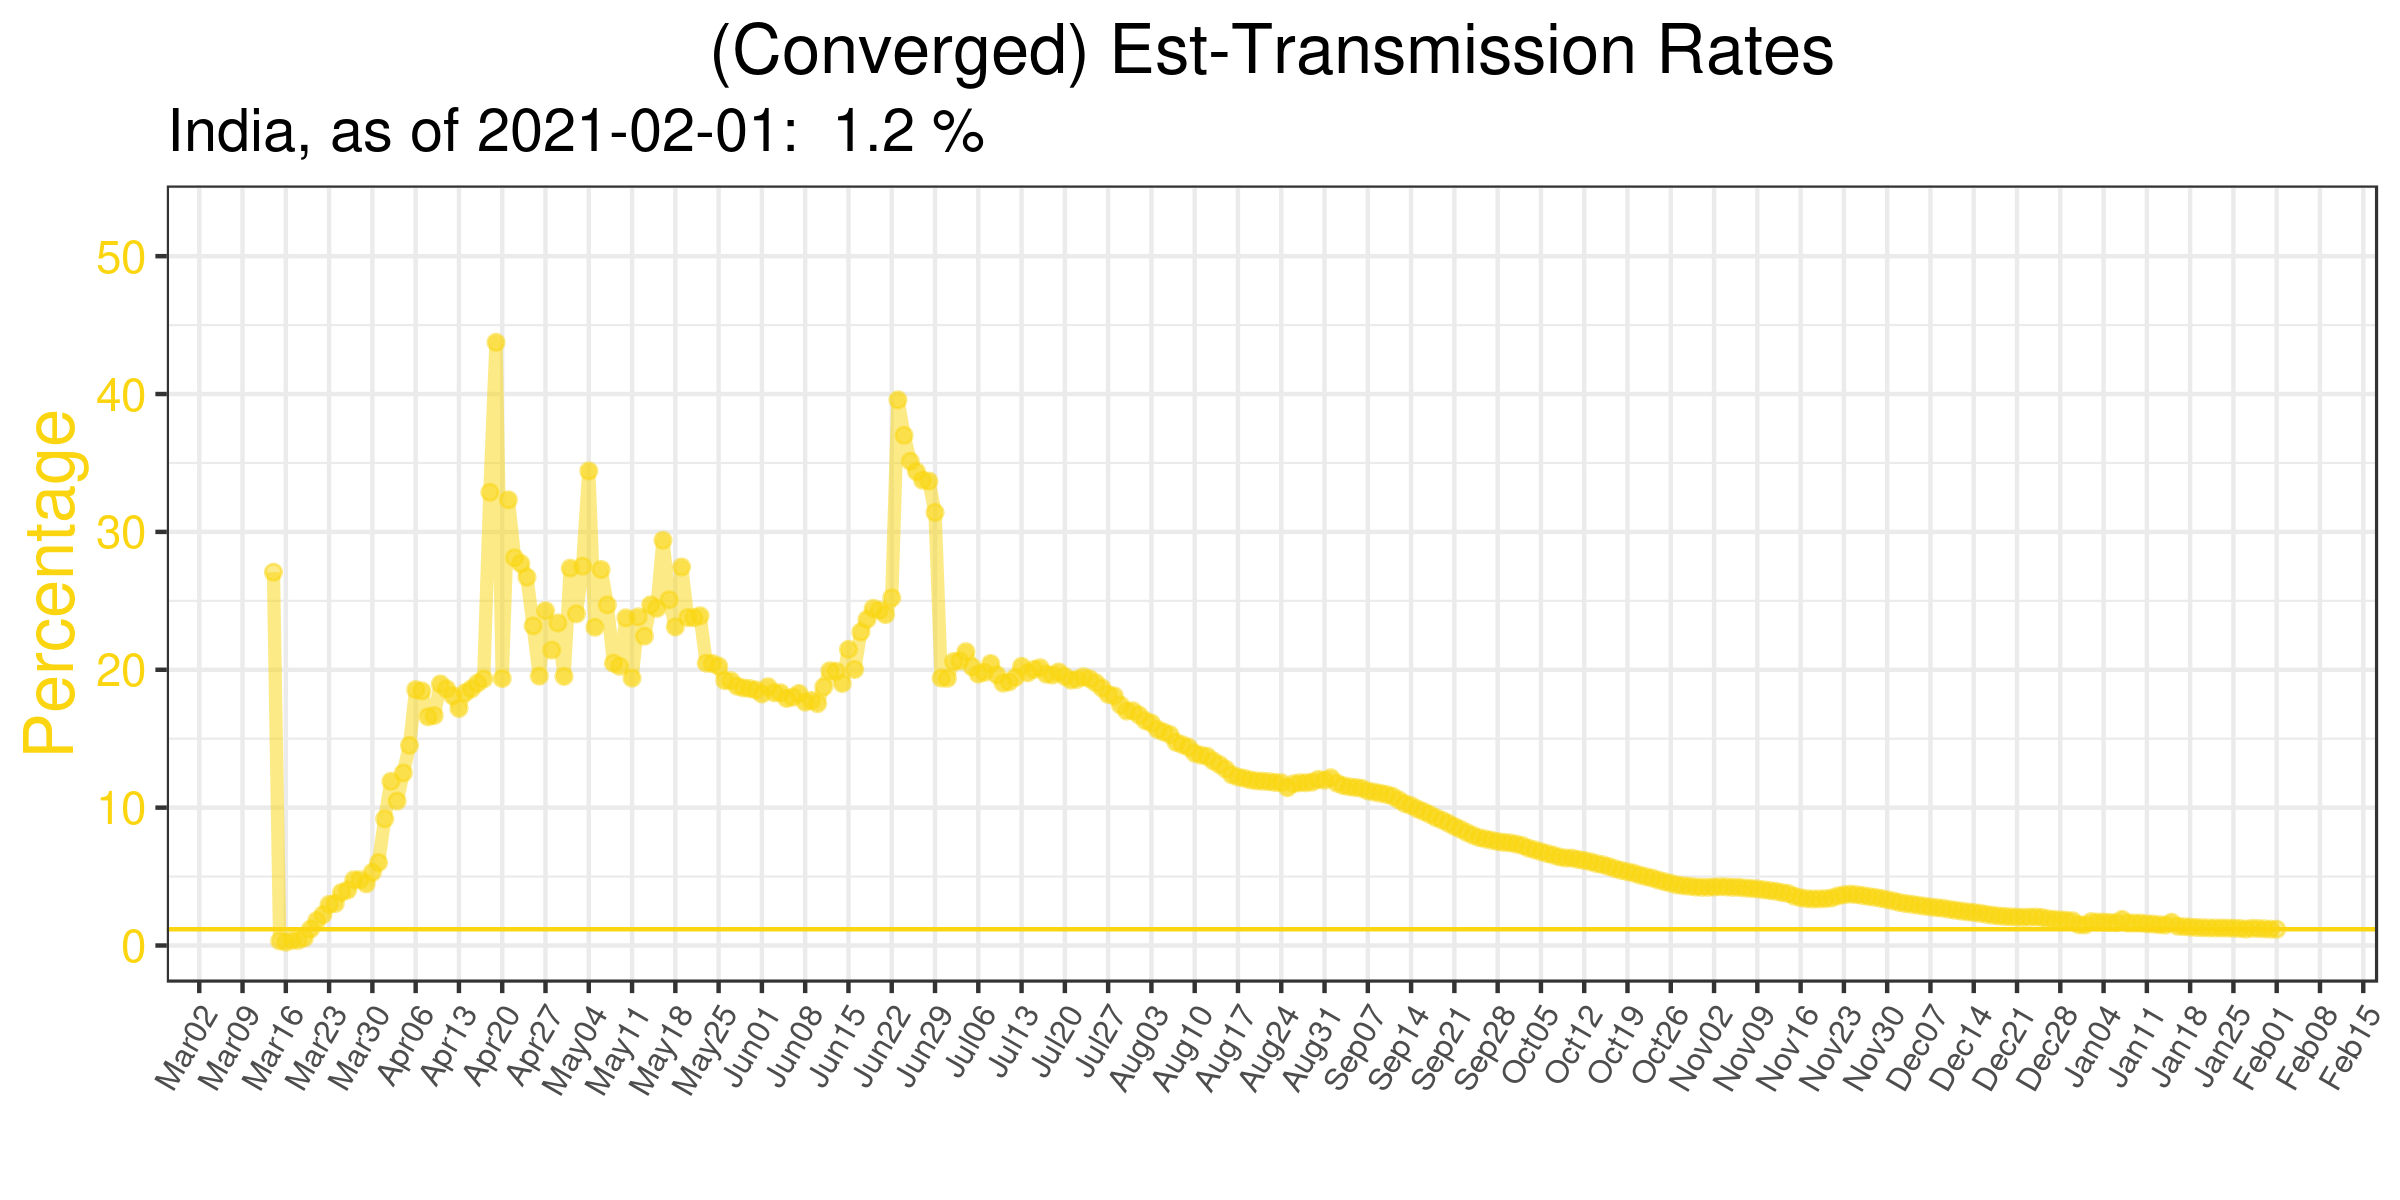 (Converged) Est-Transmission Rates
India, as of 2021-02-01:  1.2 %
Percentage
50
40
30
20
10
0
Mar02 Mar09 Mar16 Mar23 Mar30 Apr06 Apr13 Apr20 Apr27 May04 May11 May18 May25 Jun01 Jun08 Jun15 Jun22 Jun29 Jul06 Jul13 Jul20 Jul27 Aug03 Aug10 Aug17 Aug24 Aug31 Sep07 Sep14 Sep21 Sep28 Oct05 Oct12 Oct19 Oct26 Nov02 Nov09 Nov16 Nov23 Nov30 Dec07 Dec14 Dec21 Dec28 Jan04 Jan11 Jan18 Jan25 Feb01 Feb08 Feb15